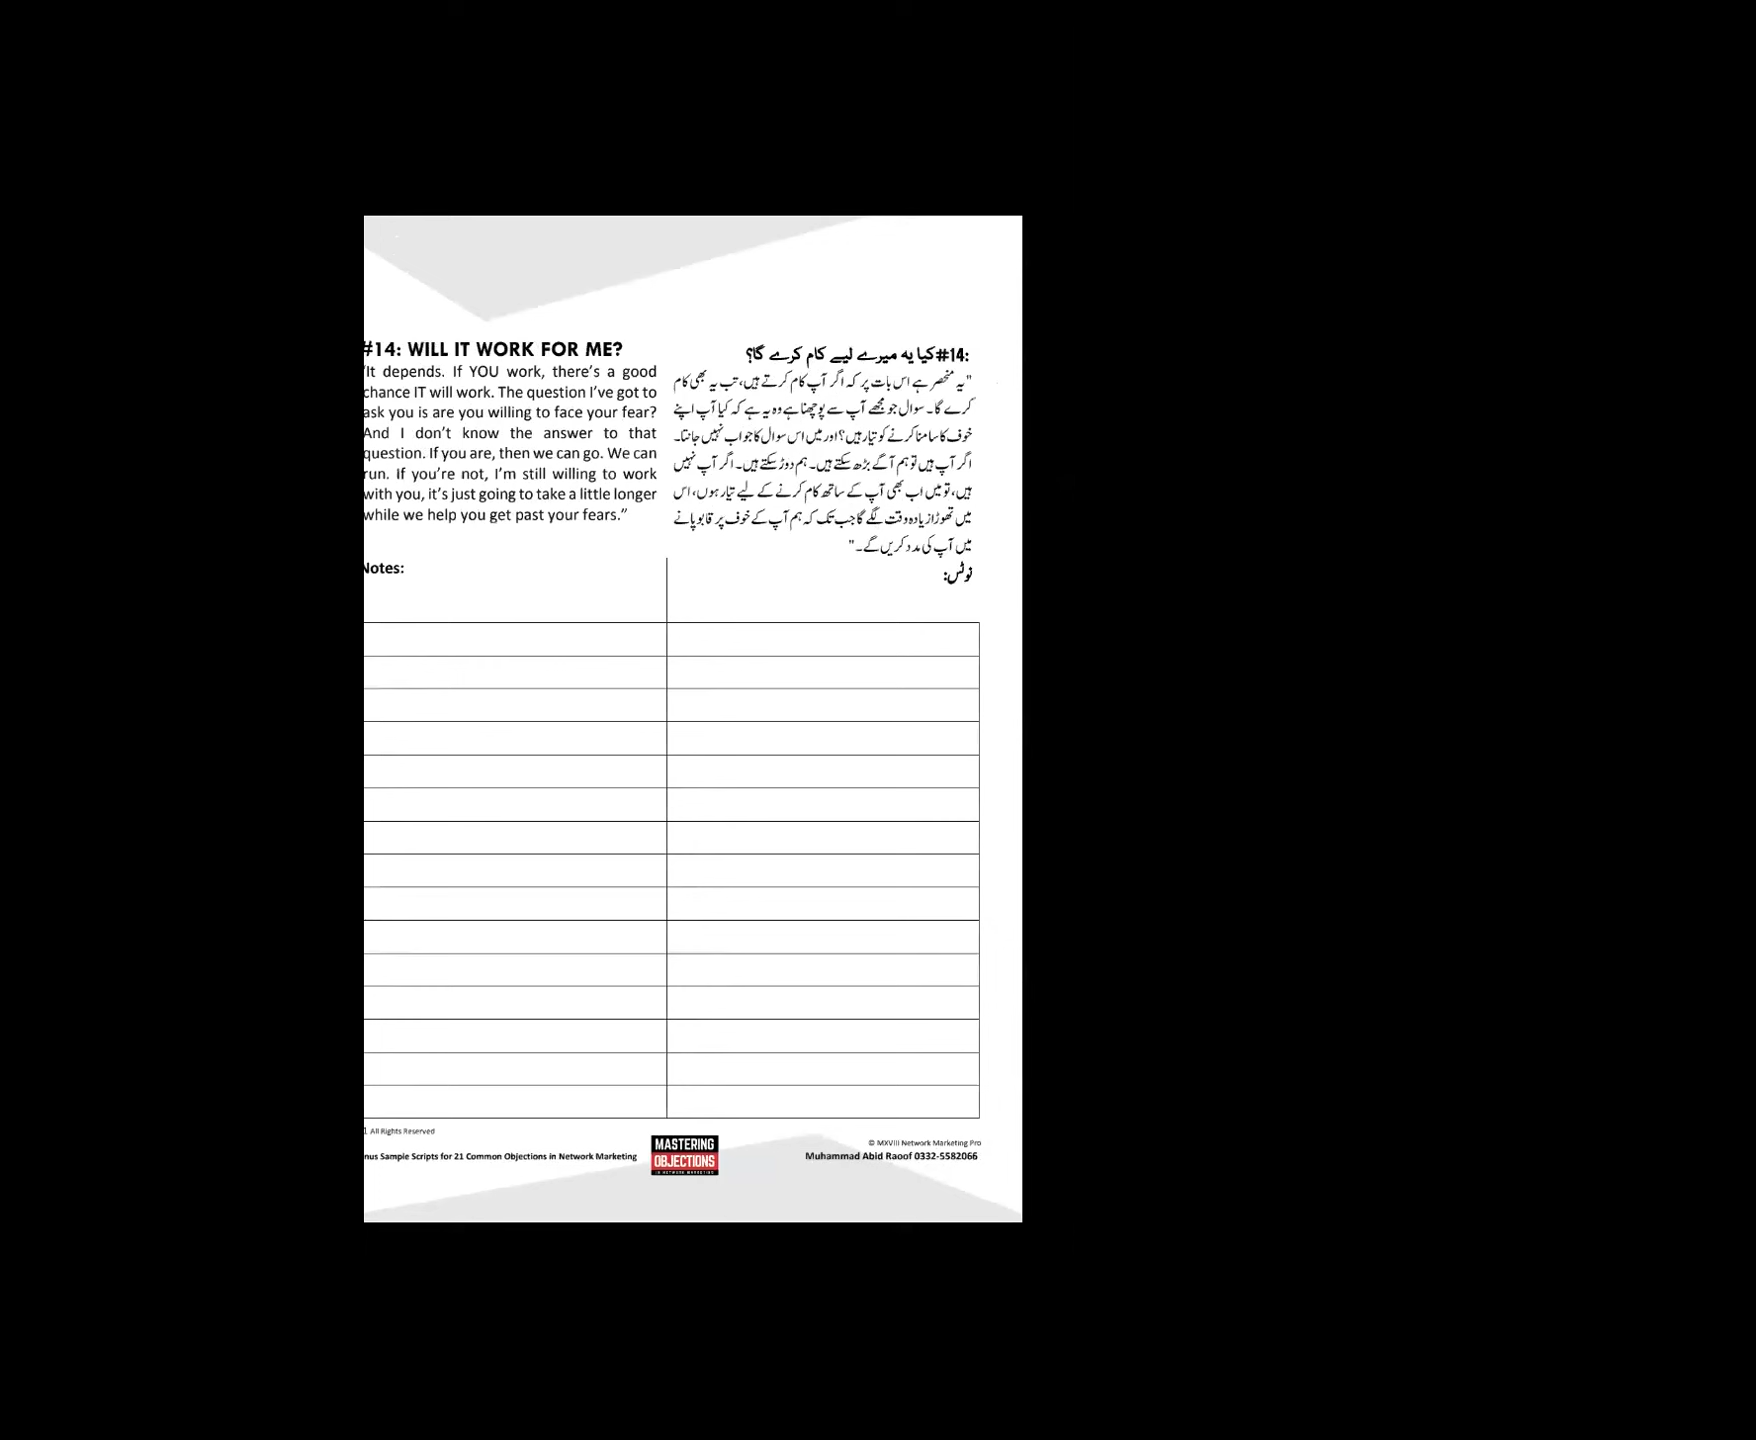 #14: WILL IT WORK FOR ME?
"It depends. If YOU work, there's a good
chance IT will work. The question I've got to
ask you is are you willing to face your fear?
And I don't know the answer to that
question. If you are, then we can go. We can
run. If you're not, I'm still willing to work
with you, it's just going to take a little longer
while we help you get past your fears."
Notes:
#14:کیا یہ میرے لیے کام کرے گا؟
"یہ منحصر ہے اس بات پر کہ اگر آپ کام کرتے ہیں، تب یہ بھی کام
کرے گا۔ سوال جو مجھے آپ سے پوچھنا ہے وہ یہ ہے کہ کیا آپ اپنے
خوف کا سامنا کرنے کو تیار ہیں؟ اور میں اس سوال کا جواب نہیں جانتا۔
اگر آپ ہیں تو ہم آگے بڑھ سکتے ہیں۔ ہم دوڑ سکتے ہیں۔ اگر آپ نہیں
ہیں، تو میں اب بھی آپ کے ساتھ کام کرنے کے لیے تیار ہوں، اس
میں تھوڑا زیادہ وقت لگے گا جب تک کہ ہم آپ کے خوف پر قابو پانے
میں آپ کی مدد کریں گے۔"
نوٹس:
1 All Rights Reserved
nus Sample Scripts for 21 Common Objections in Network Marketing
MASTERING
OBJECTIONS
IN NETWORK MARKETING
© MXVIII Network Marketing Pro
Muhammad Abid Raoof 0332-5582066